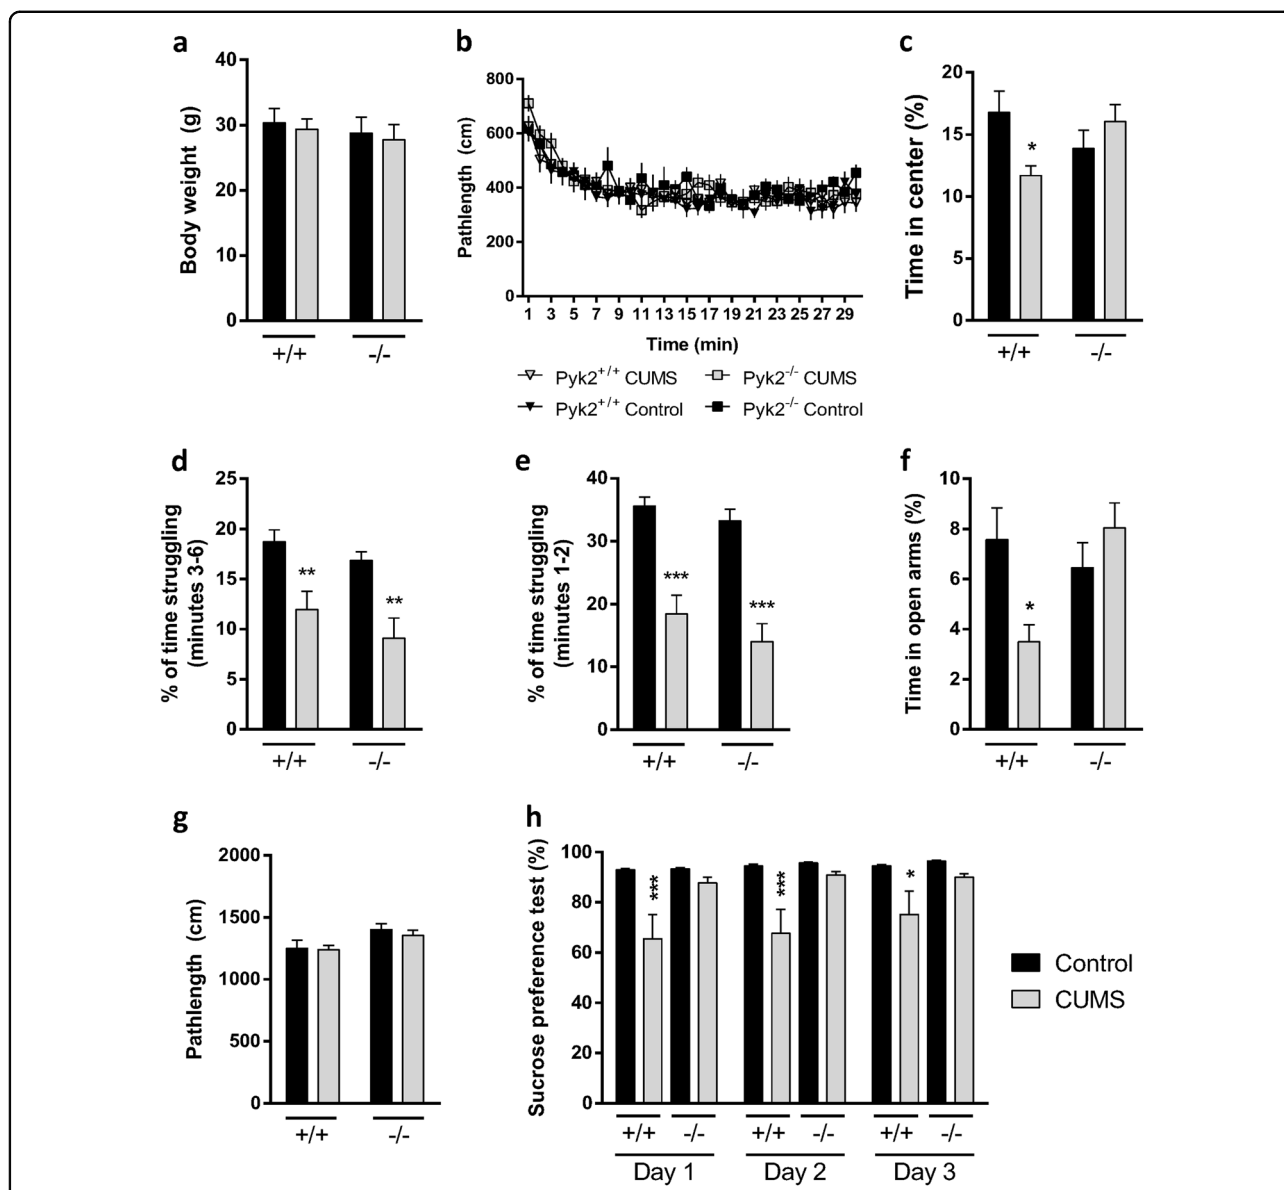 a
Body weight (g)
40
30
20
10
0
+/+
-/-
b
Pathlength (cm)
800
600
400
200
0
1 3 5 7 9 11 13 15 17 19 21 23 25 27 29
Time (min)
Pyk2+/+ CUMS
Pyk2-/- CUMS
Pyk2+/+ Control
Pyk2-/- Control
c
Time in center (%)
20
15
10
5
0
*
+/+
-/-
d
% of time struggling
(minutes 3-6)
25
20
15
10
5
0
**
**
+/+
-/-
e
% of time struggling
(minutes 1-2)
40
30
20
10
0
***
***
+/+
-/-
f
Time in open arms (%)
10
8
6
4
2
0
*
+/+
-/-
g
Pathlength (cm)
2000
1500
1000
500
0
+/+
-/-
h
Sucrose preference test (%)
100
80
60
40
20
0
***
***
*
+/+ -/- +/+ -/- +/+ -/-
Day 1 Day 2 Day 3
Control
CUMS